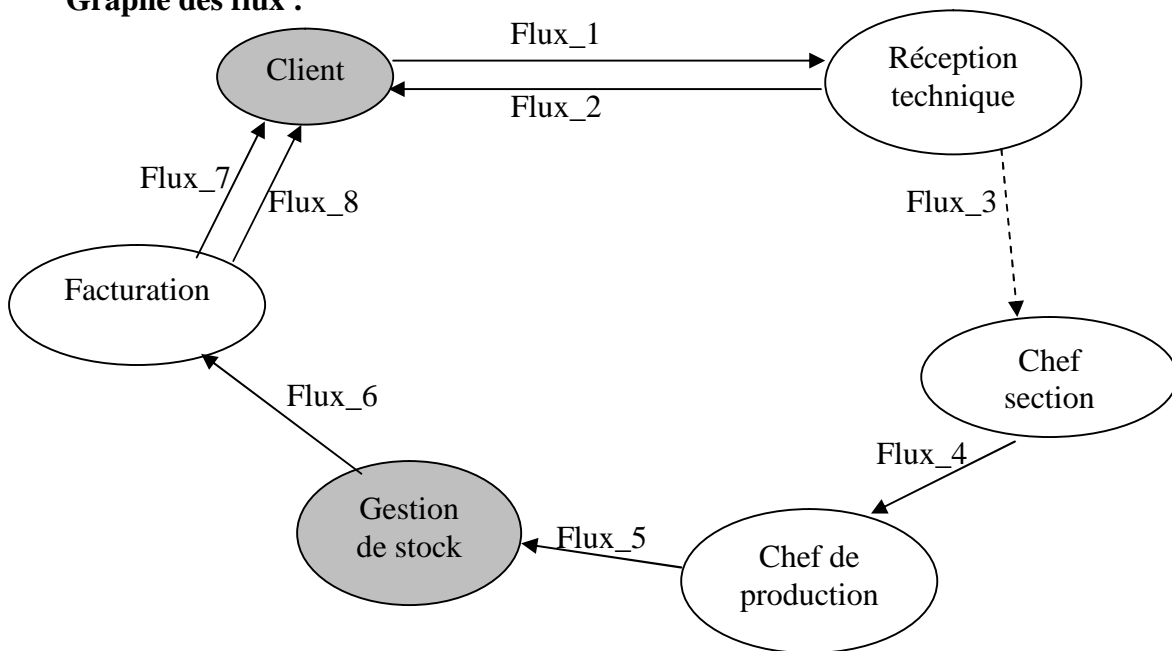 Graphe des flux :
Flux_1
Client
Réception
technique
Flux_2
Flux_7
Flux_8
Flux_3
Facturation
Chef
section
Flux_6
Flux_4
Gestion
de stock
Flux_5
Chef de
production